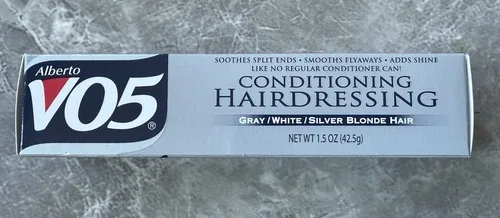 Alberto
VO5®
SOOTHES SPLIT ENDS • SMOOTHS FLYAWAYS • ADDS SHINE
LIKE NO REGULAR CONDITIONER CAN!
CONDITIONING
HAIRDRESSING
GRAY/WHITE/SILVER BLONDE HAIR
NET WT 1.5 OZ (42.5g)